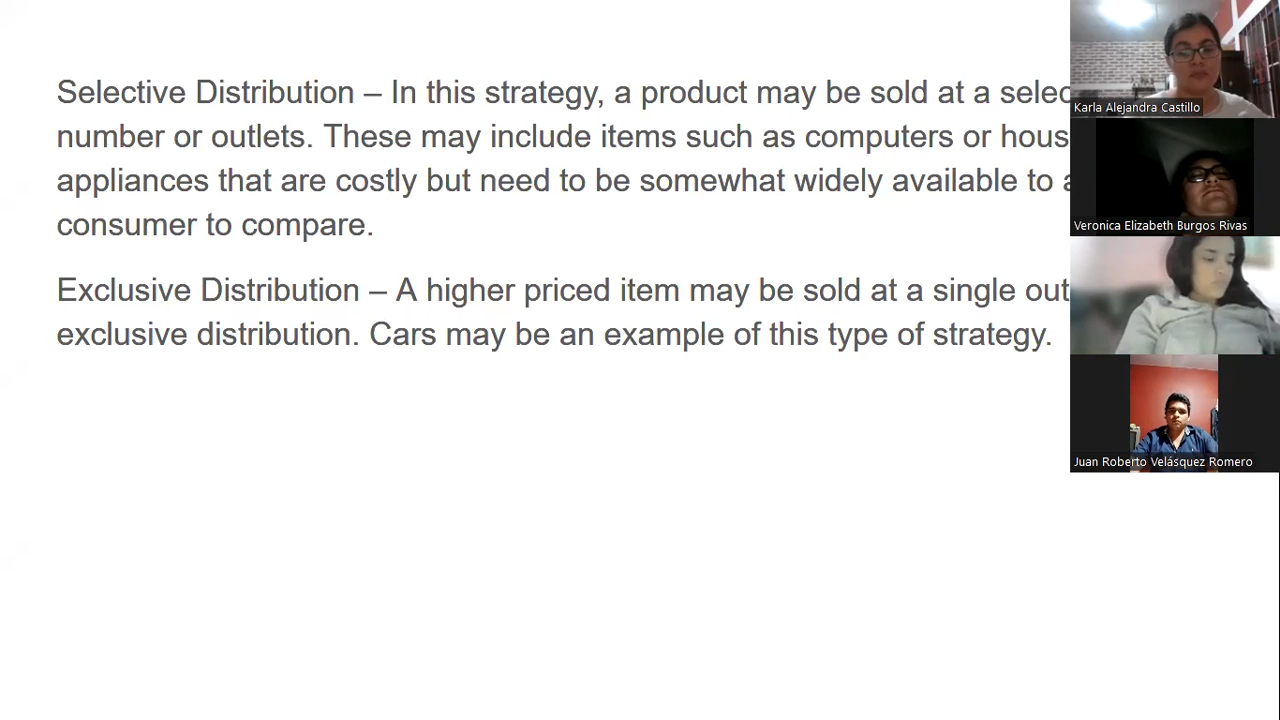 Selective Distribution – In this strategy, a product may be sold at a selec
number or outlets. These may include items such as computers or hous
appliances that are costly but need to be somewhat widely available to a
consumer to compare.
Exclusive Distribution – A higher priced item may be sold at a single out
exclusive distribution. Cars may be an example of this type of strategy.
Karla Alejandra Castillo
Veronica Elizabeth Burgos Rivas
Juan Roberto Velásquez Romero